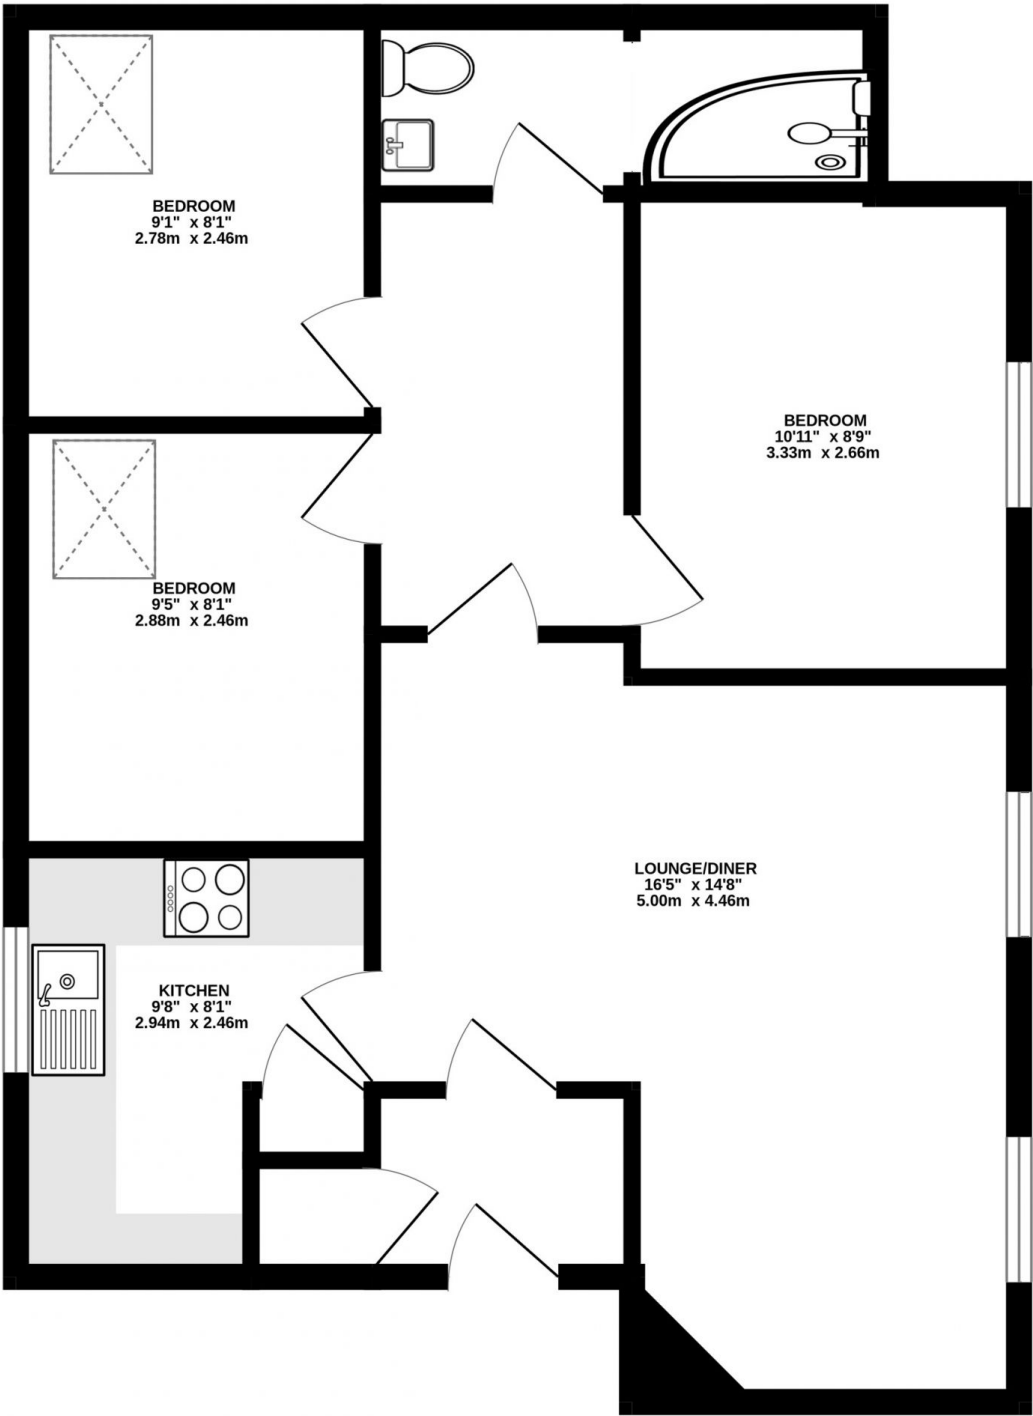 BEDROOM
9'1" x 8'1"
2.78m x 2.46m
BEDROOM
10'11" x 8'9"
3.33m x 2.66m
BEDROOM
9'5" x 8'1"
2.88m x 2.46m
LOUNGE/DINER
16'5" x 14'8"
5.00m x 4.46m
KITCHEN
9'8" x 8'1"
2.94m x 2.46m